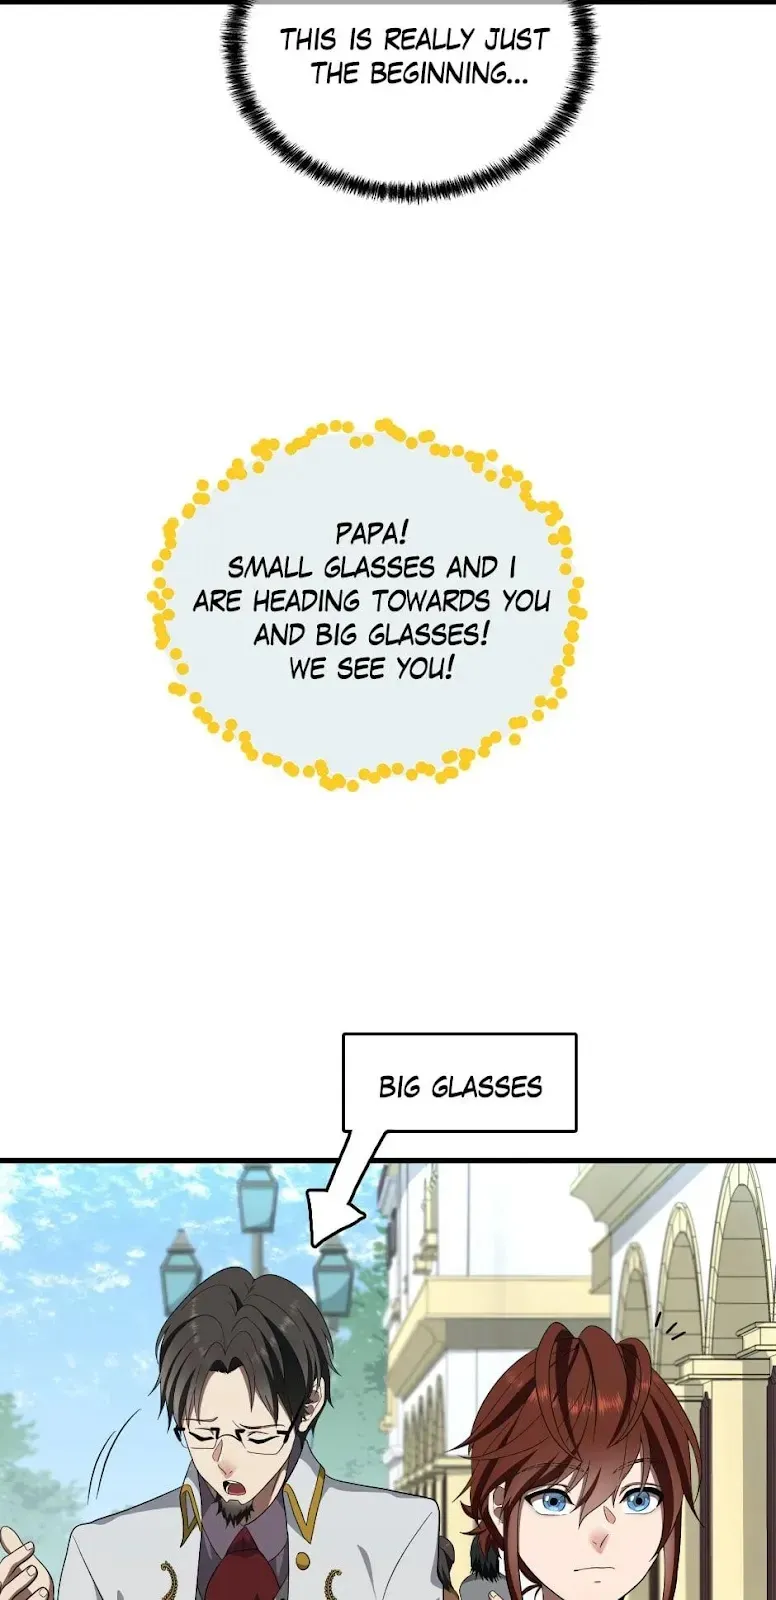 THIS IS REALLY JUST
THE BEGINNING...
PAPA!
SMALL GLASSES AND I
ARE HEADING TOWARDS YOU
AND BIG GLASSES!
WE SEE YOU!
BIG GLASSES